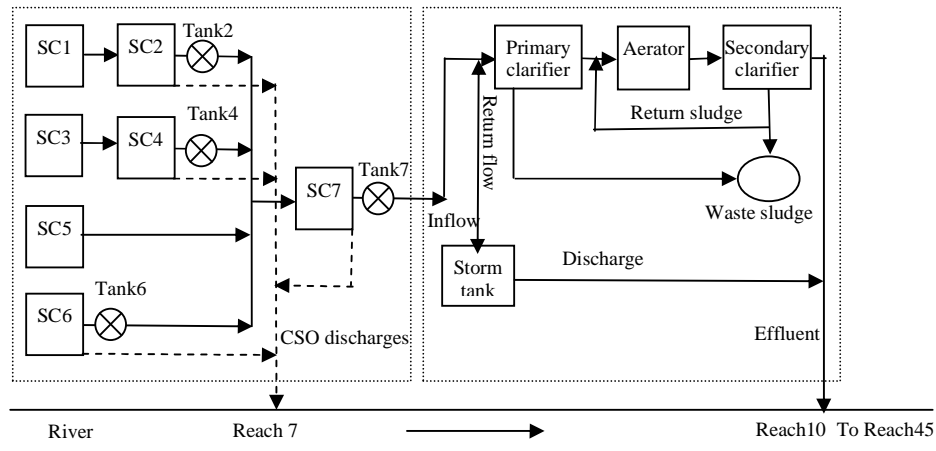 SC1
SC2
Tank2
SC3
SC4
Tank4
SC5
SC6
Tank6
SC7
Tank7
CSO discharges
Inflow
Primary
clarifier
Aerator
Secondary
clarifier
Return flow
Return sludge
Waste sludge
Storm
tank
Discharge
Effluent
River
Reach 7
Reach10
To Reach45